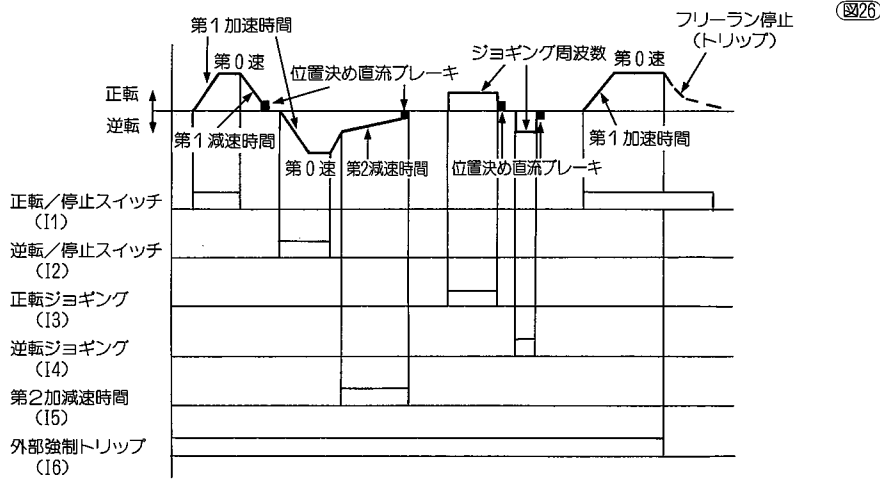 図26
第1加速時間
フリーラン停止
(トリップ)
第0速
位置決め直流ブレーキ
ジョギング周波数
第0速
正転
逆転
第1減速時間
第0速
第2減速時間
位置決め直流ブレーキ
第1加速時間
正転/停止スイッチ
(I1)
逆転/停止スイッチ
(I2)
正転ジョギング
(I3)
逆転ジョギング
(I4)
第2加減速時間
(I5)
外部強制トリップ
(I6)